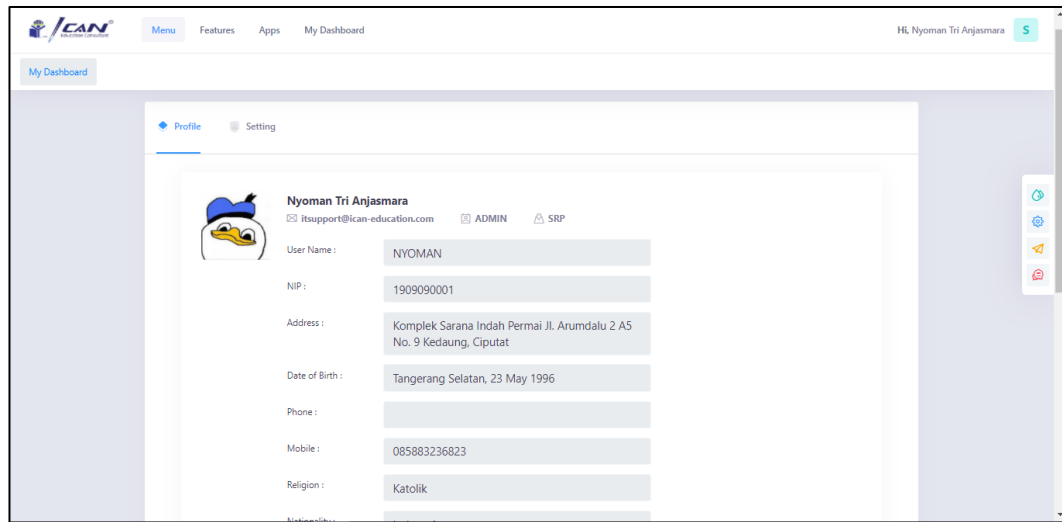 ICAN®
Education Consultant
Menu Features Apps My Dashboard
Hi, Nyoman Tri Anjasmara S
My Dashboard
Profile Setting
Nyoman Tri Anjasmara
itsupport@ican-education.com ADMIN SRP
User Name : NYOMAN
NIP : 1909090001
Address : Komplek Sarana Indah Permai Jl. Arumdalu 2 A5
No. 9 Kedaung, Ciputat
Date of Birth : Tangerang Selatan, 23 May 1996
Phone :
Mobile : 085883236823
Religion : Katolik
Nationality :